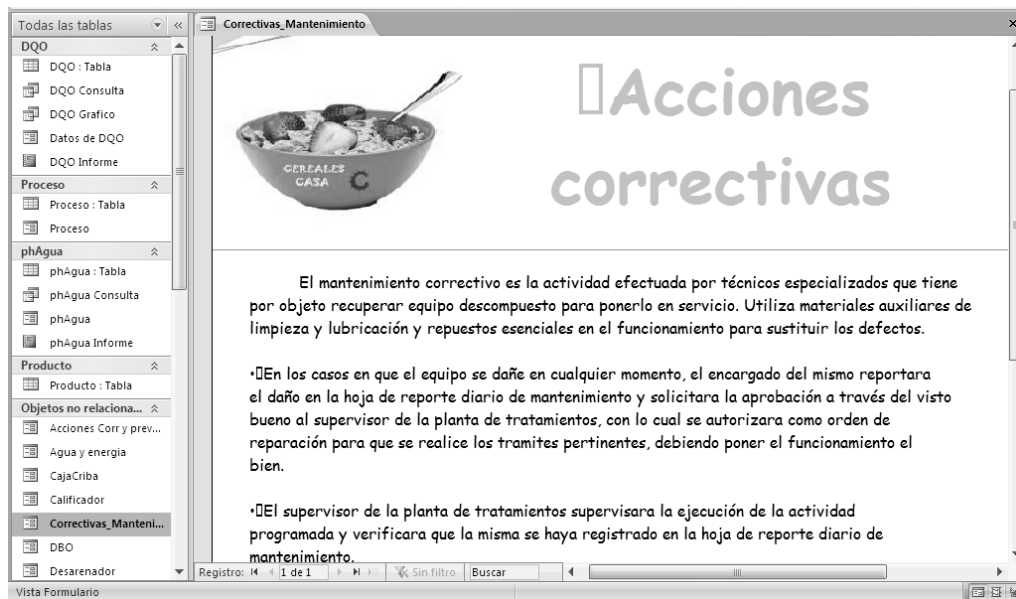 Todas las tablas
DQO
DQO : Tabla
DQO Consulta
DQO Grafico
Datos de DQO
DQO Informe
Proceso
Proceso : Tabla
Proceso
phAgua
phAgua : Tabla
phAgua Consulta
phAgua
phAgua Informe
Producto
Producto : Tabla
Objetos no relaciona...
Acciones Corr y prev...
Agua y energia
CajaCriba
Calificador
Correctivas_Manteni...
DBO
Desarenador
Correctivas_Mantenimiento
CEREALES
CASA C
Acciones
correctivas
El mantenimiento correctivo es la actividad efectuada por técnicos especializados que tiene
por objeto recuperar equipo descompuesto para ponerlo en servicio. Utiliza materiales auxiliares de
limpieza y lubricación y repuestos esenciales en el funcionamiento para sustituir los defectos.
•▯En los casos en que el equipo se dañe en cualquier momento, el encargado del mismo reportara
el daño en la hoja de reporte diario de mantenimiento y solicitara la aprobación a través del visto
bueno al supervisor de la planta de tratamientos, con lo cual se autorizara como orden de
reparación para que se realice los tramites pertinentes, debiendo poner el funcionamiento el
bien.
•▯El supervisor de la planta de tratamientos supervisara la ejecución de la actividad
programada y verificara que la misma se haya registrado en la hoja de reporte diario de
mantenimiento.
Registro: 1 de 1 Sin filtro Buscar
Vista Formulario